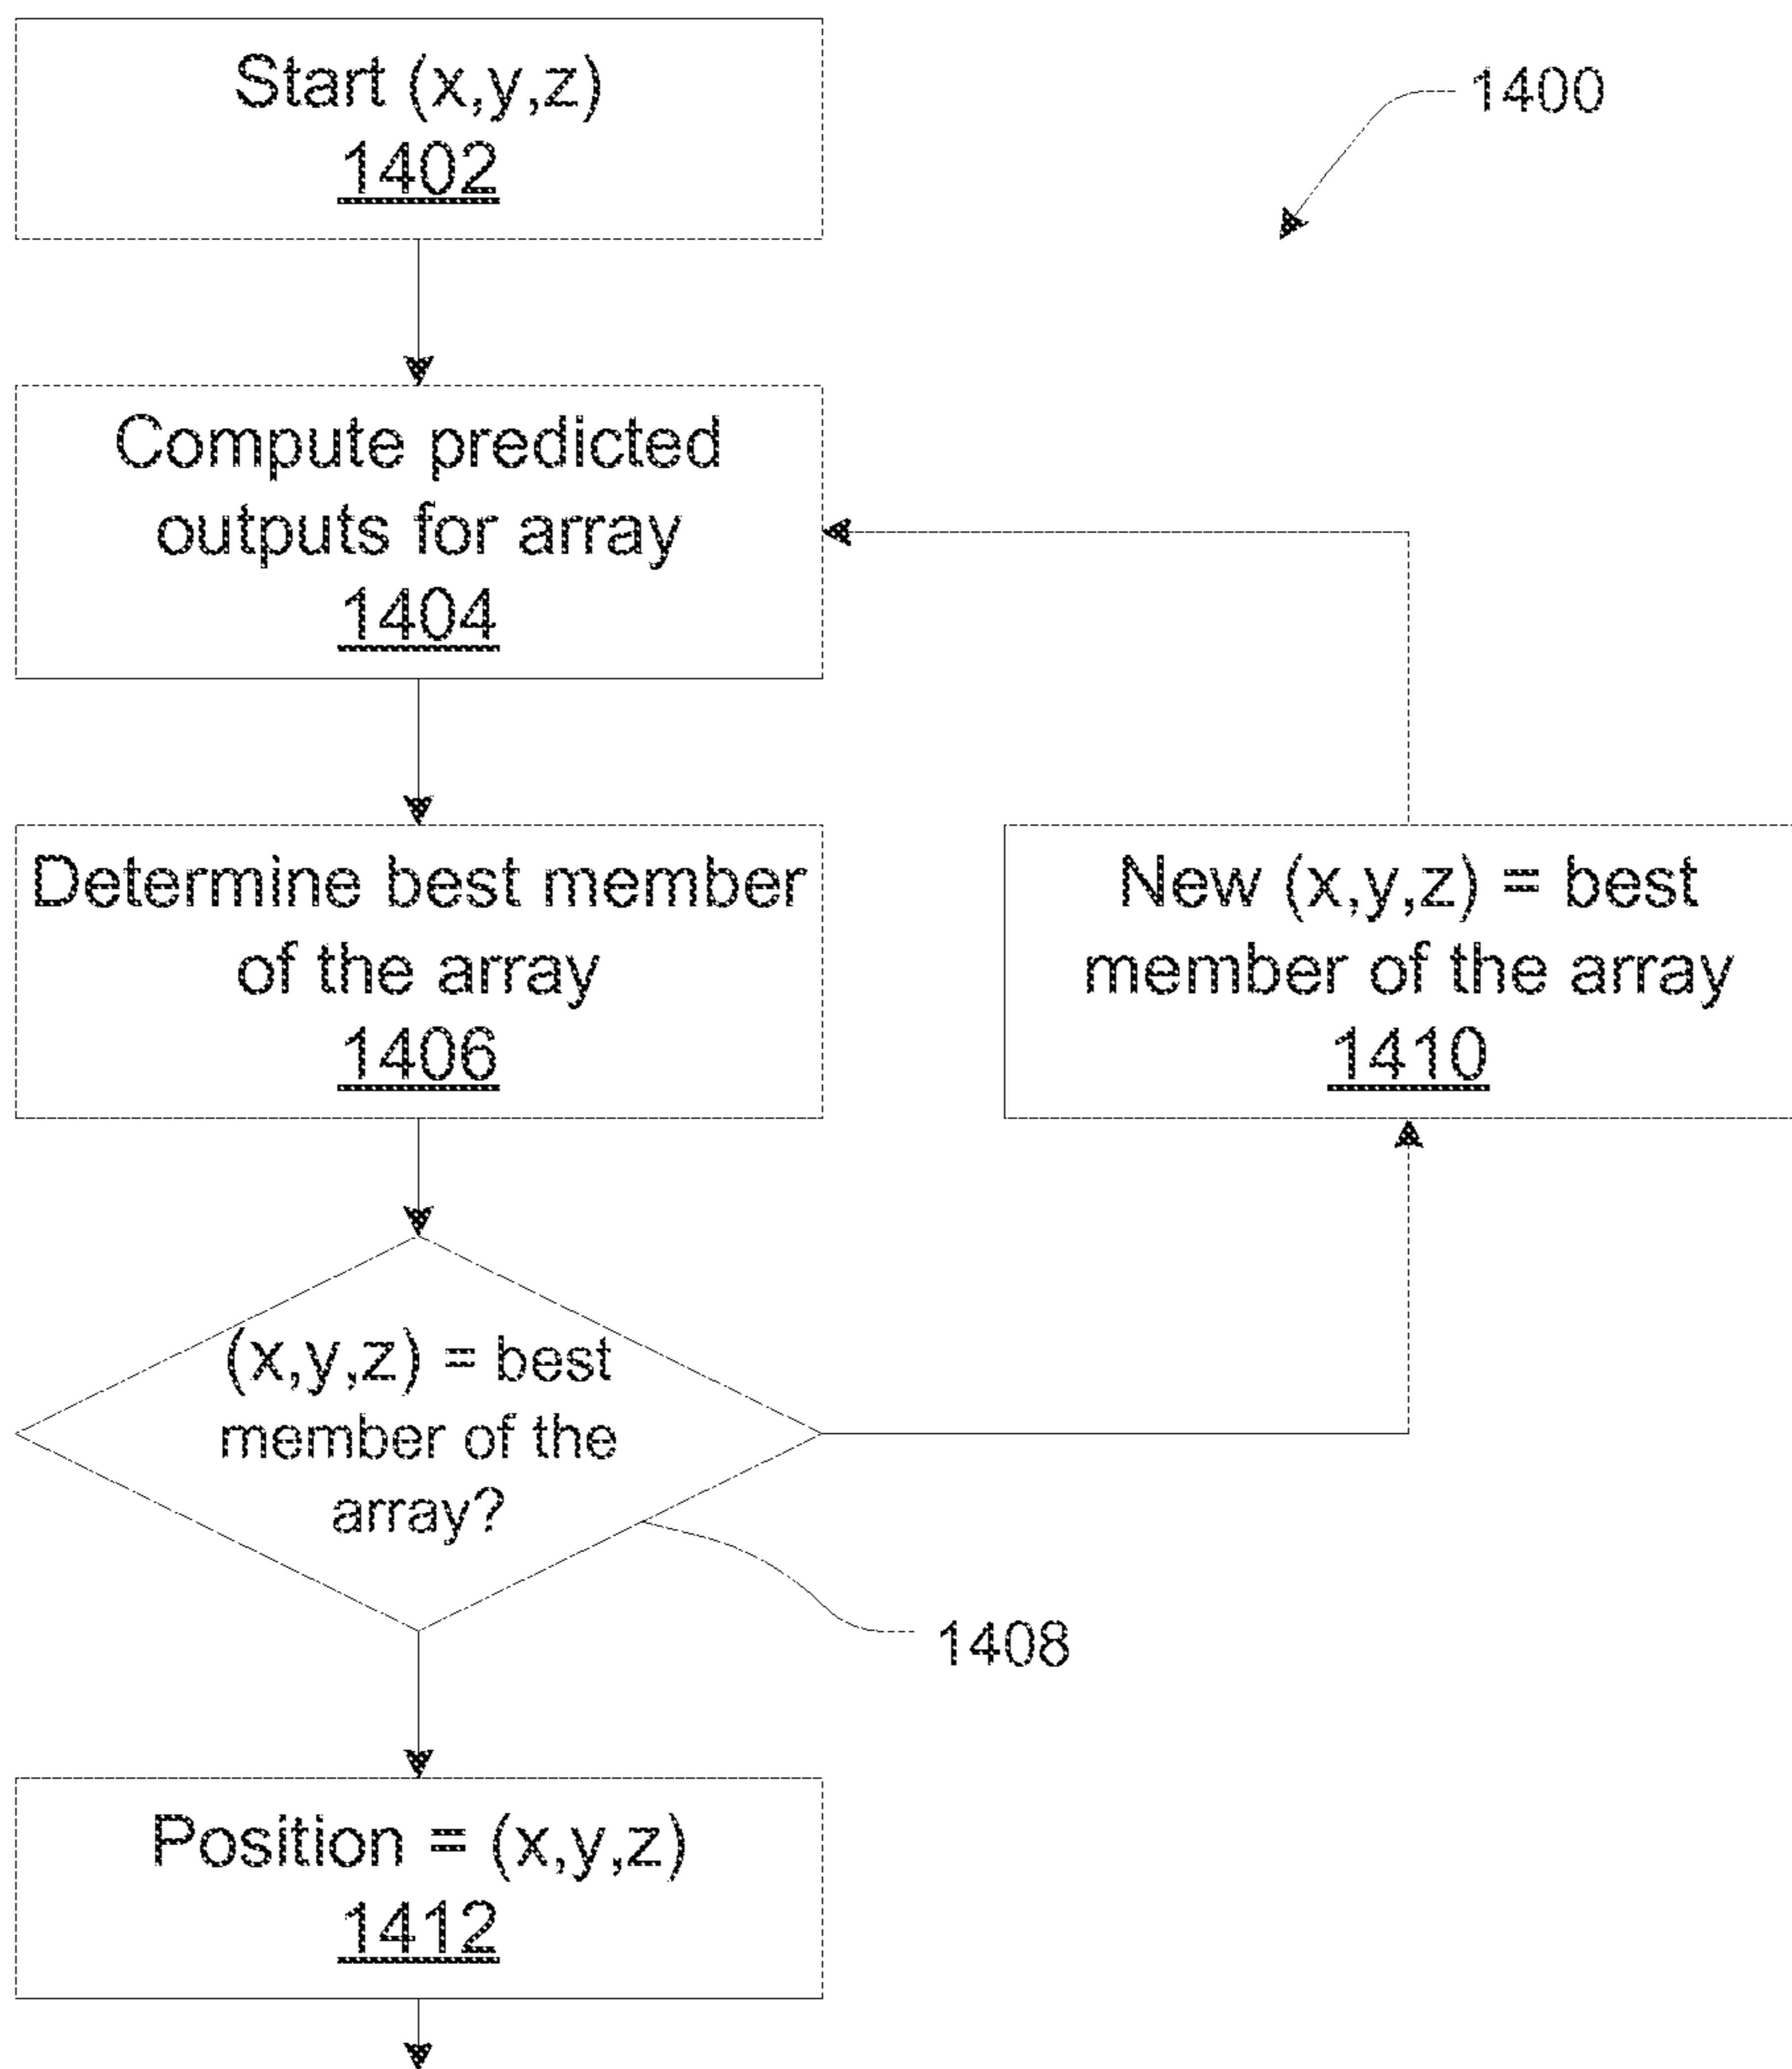 Start (x,y,z)
1402
1400
Compute predicted
outputs for array
1404
Determine best member
of the array
1406
New (x,y,z) = best
member of the array
1410
(x,y,z) = best
member of the
array?
1408
Position = (x,y,z)
1412